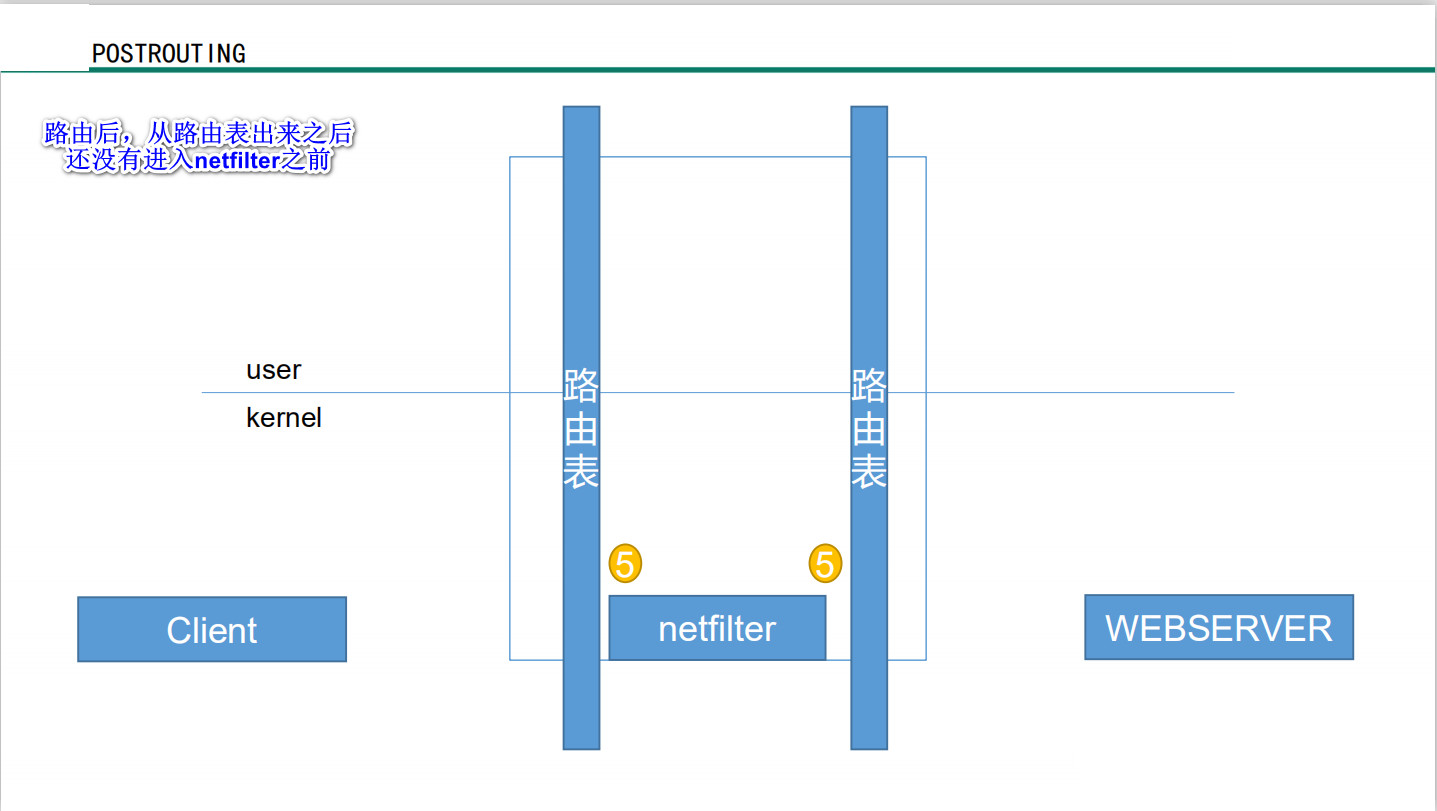 POSTROUTING
路由后，从路由表出来之后
还没有进入netfilter之前
user
kernel
路由表
路由表
5
5
Client
netfilter
WEBSERVER